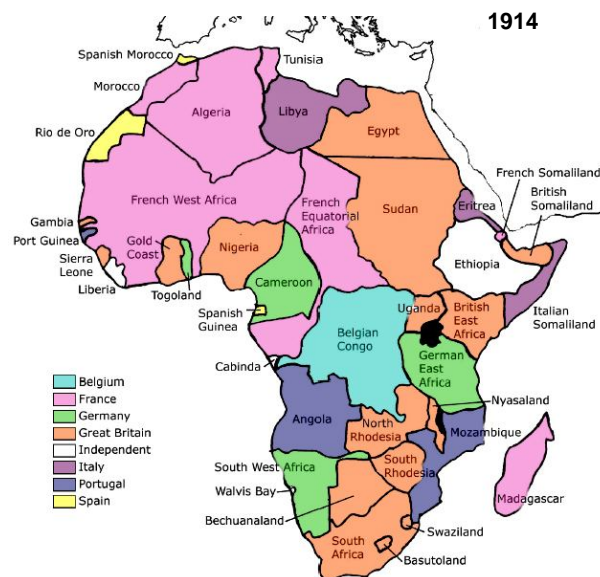 1914
Spanish Morocco
Tunisia
Morocco
Algeria
Libya
Egypt
Rio de Oro
French West Africa
French
Equatorial
Africa
Sudan
Eritrea
French Somaliland
British
Somaliland
Gambia
Port Guinea
Sierra
Leone
Liberia
Gold
Coast
Togoland
Nigeria
Cameroon
Ethiopia
Italian
Somaliland
Spanish
Guinea
Uganda
British
East
Africa
Cabinda
Belgian
Congo
German
East
Africa
Nyasaland
Angola
North
Rhodesia
Mozambique
South West Africa
South
Rhodesia
Walvis Bay
Madagascar
Bechuanaland
Swaziland
South
Africa
Basutoland
Belgium
France
Germany
Great Britain
Independent
Italy
Portugal
Spain